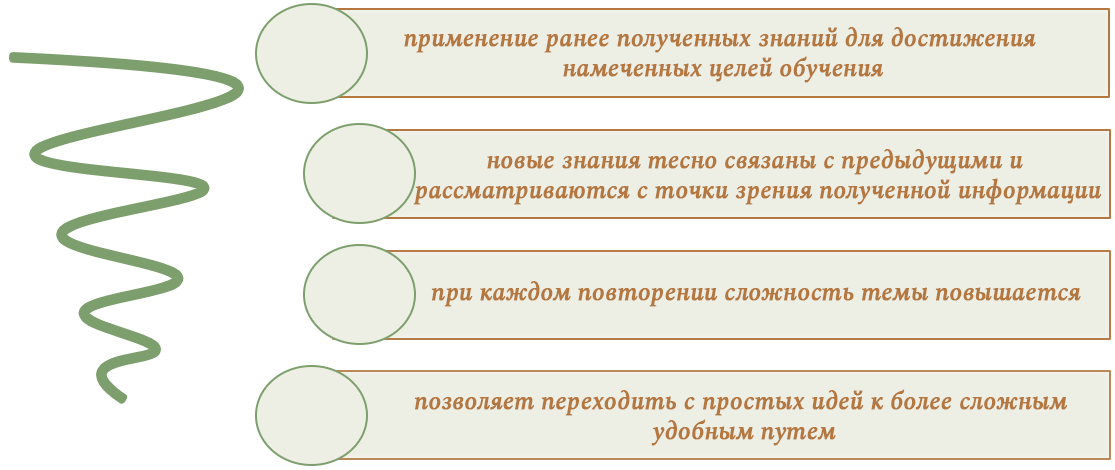 применение ранее полученных знаний для достижения
намеченных целей обучения
новые знания тесно связаны с предыдущими и
рассматриваются с точки зрения полученной информации
при каждом повторении сложность темы повышается
позволяет переходить с простых идей к более сложным
удобным путем